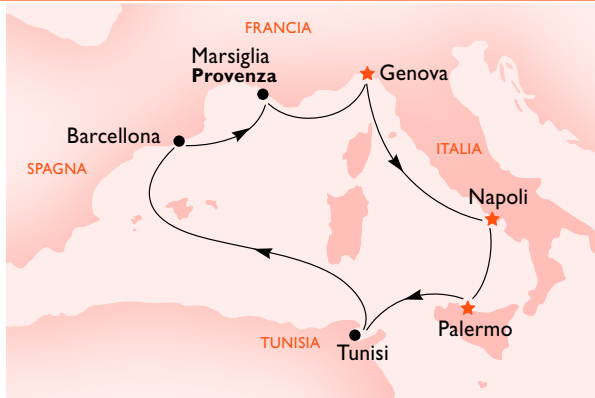 FRANCIA
Marsiglia
Provenza
Genova
Barcellona
ITALIA
SPAGNA
Napoli
Palermo
TUNISIA
Tunisi